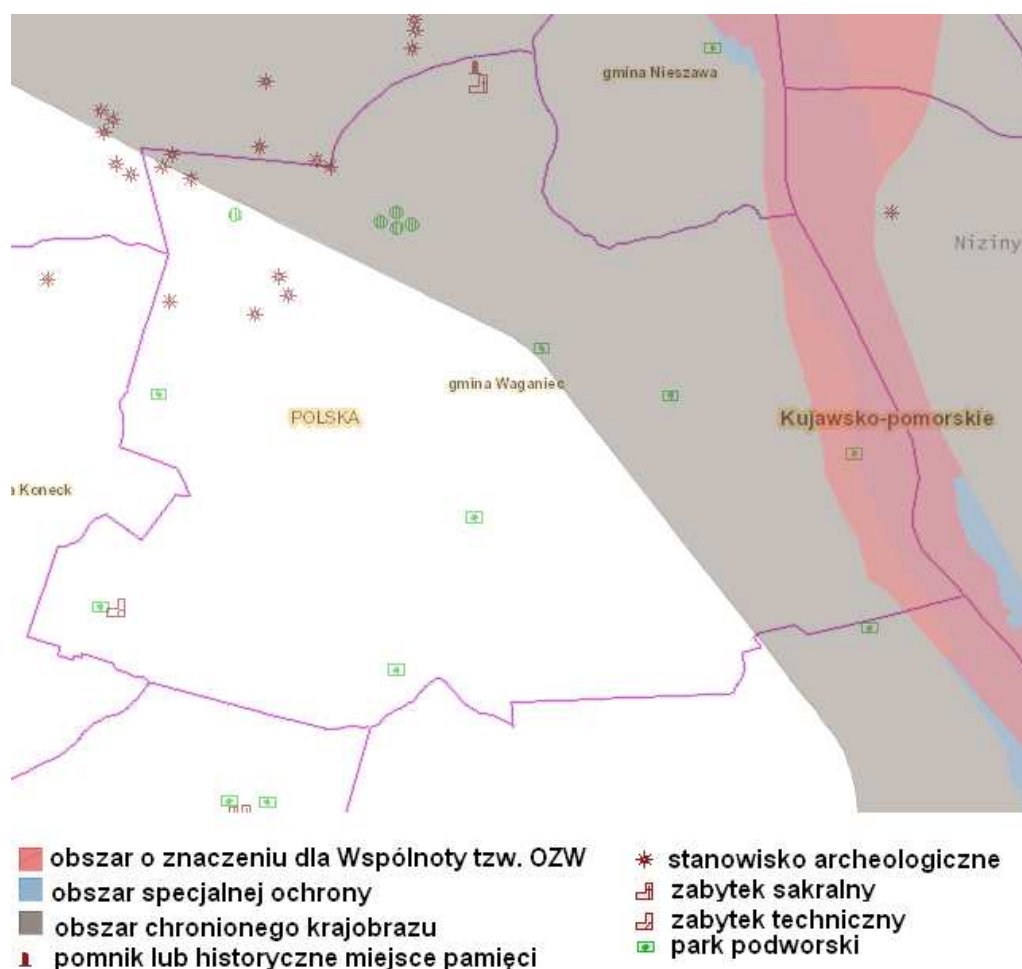 gmina Nieszawa
Niziny
gmina Waganiec
POLSKA
Kujawsko-pomorskie
a Koneck
obszar o znaczeniu dla Wspólnoty tzw. OZW
obszar specjalnej ochrony
obszar chronionego krajobrazu
pomnik lub historyczne miejsce pamięci
stanowisko archeologiczne
zabytek sakralny
zabytek techniczny
park podworski